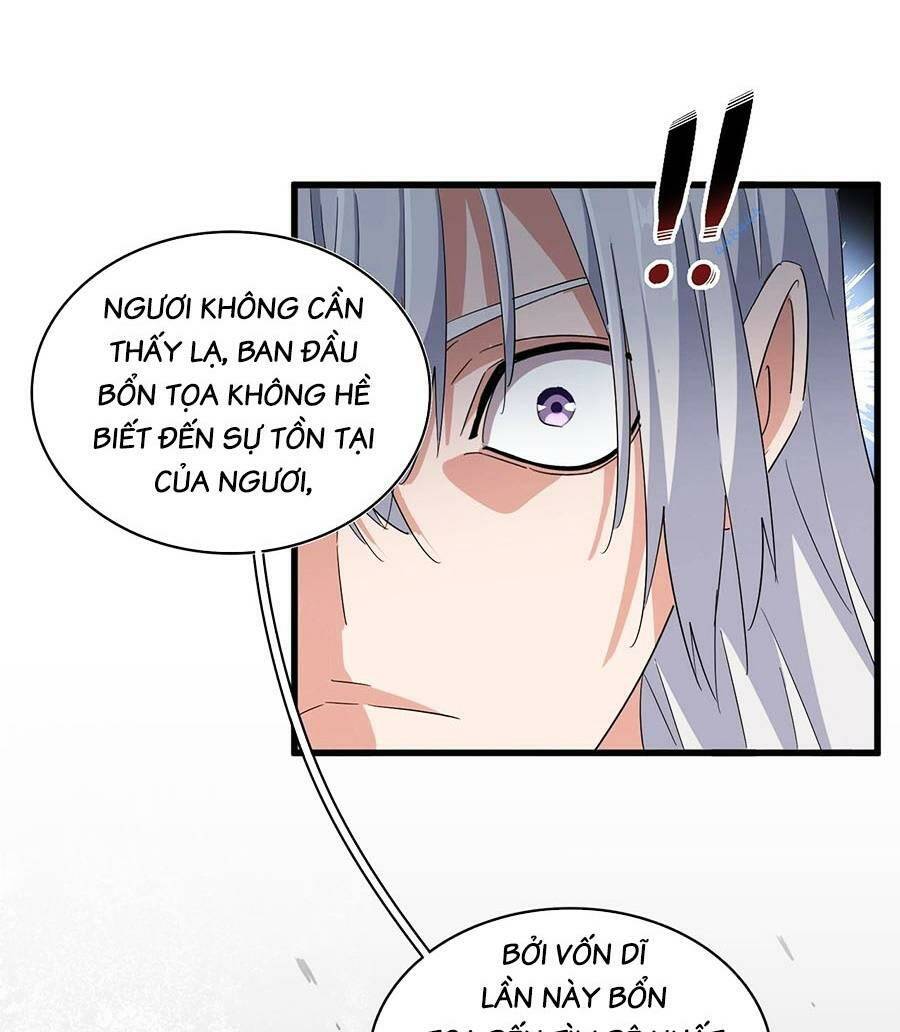 NGƯƠI KHÔNG CẦN
THẤY LẠ, BAN ĐẦU
BỔN TỌA KHÔNG HỀ
BIẾT ĐẾN SỰ TỒN TẠI
CỦA NGƯƠI,
!!
BỞI VỐN DĨ
LẦN NÀY BỔN